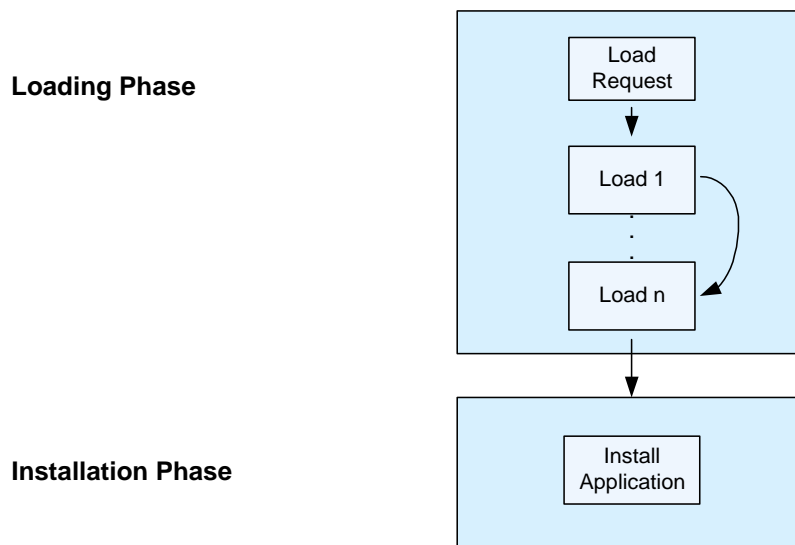 Loading Phase
Load
Request
Load 1
.
.
.
Load n
Installation Phase
Install
Application